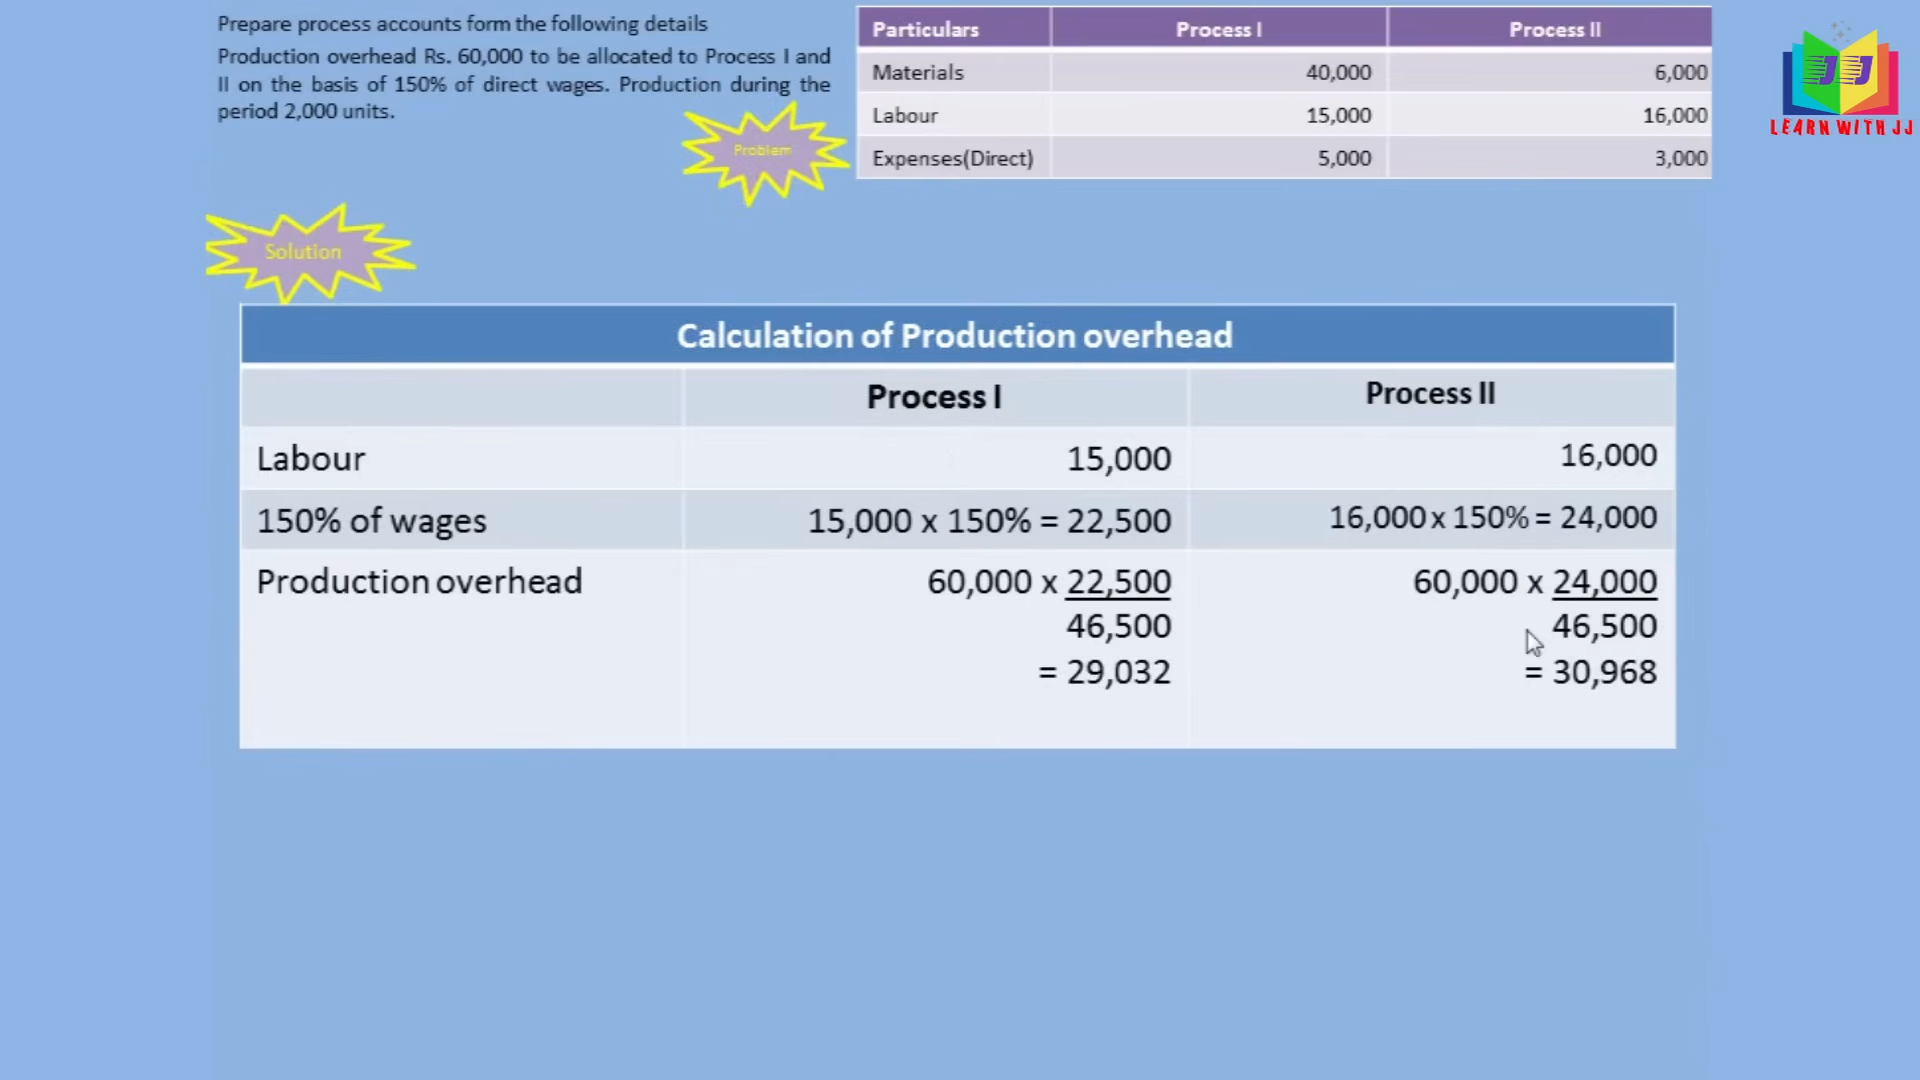 Prepare process accounts form the following details
Production overhead Rs. 60,000 to be allocated to Process I and
II on the basis of 150% of direct wages. Production during the
period 2,000 units.
Problem
Particulars Process I Process II
Materials 40,000 6,000
Labour 15,000 16,000
Expenses(Direct) 5,000 3,000
JJ
LEARN WITH JJ
Solution
Calculation of Production overhead
Process I Process II
Labour 15,000 16,000
150% of wages 15,000 x 150% = 22,500 16,000 x 150% = 24,000
Production overhead 60,000 x 22,500 60,000 x 24,000
46,500 46,500
= 29,032 = 30,968